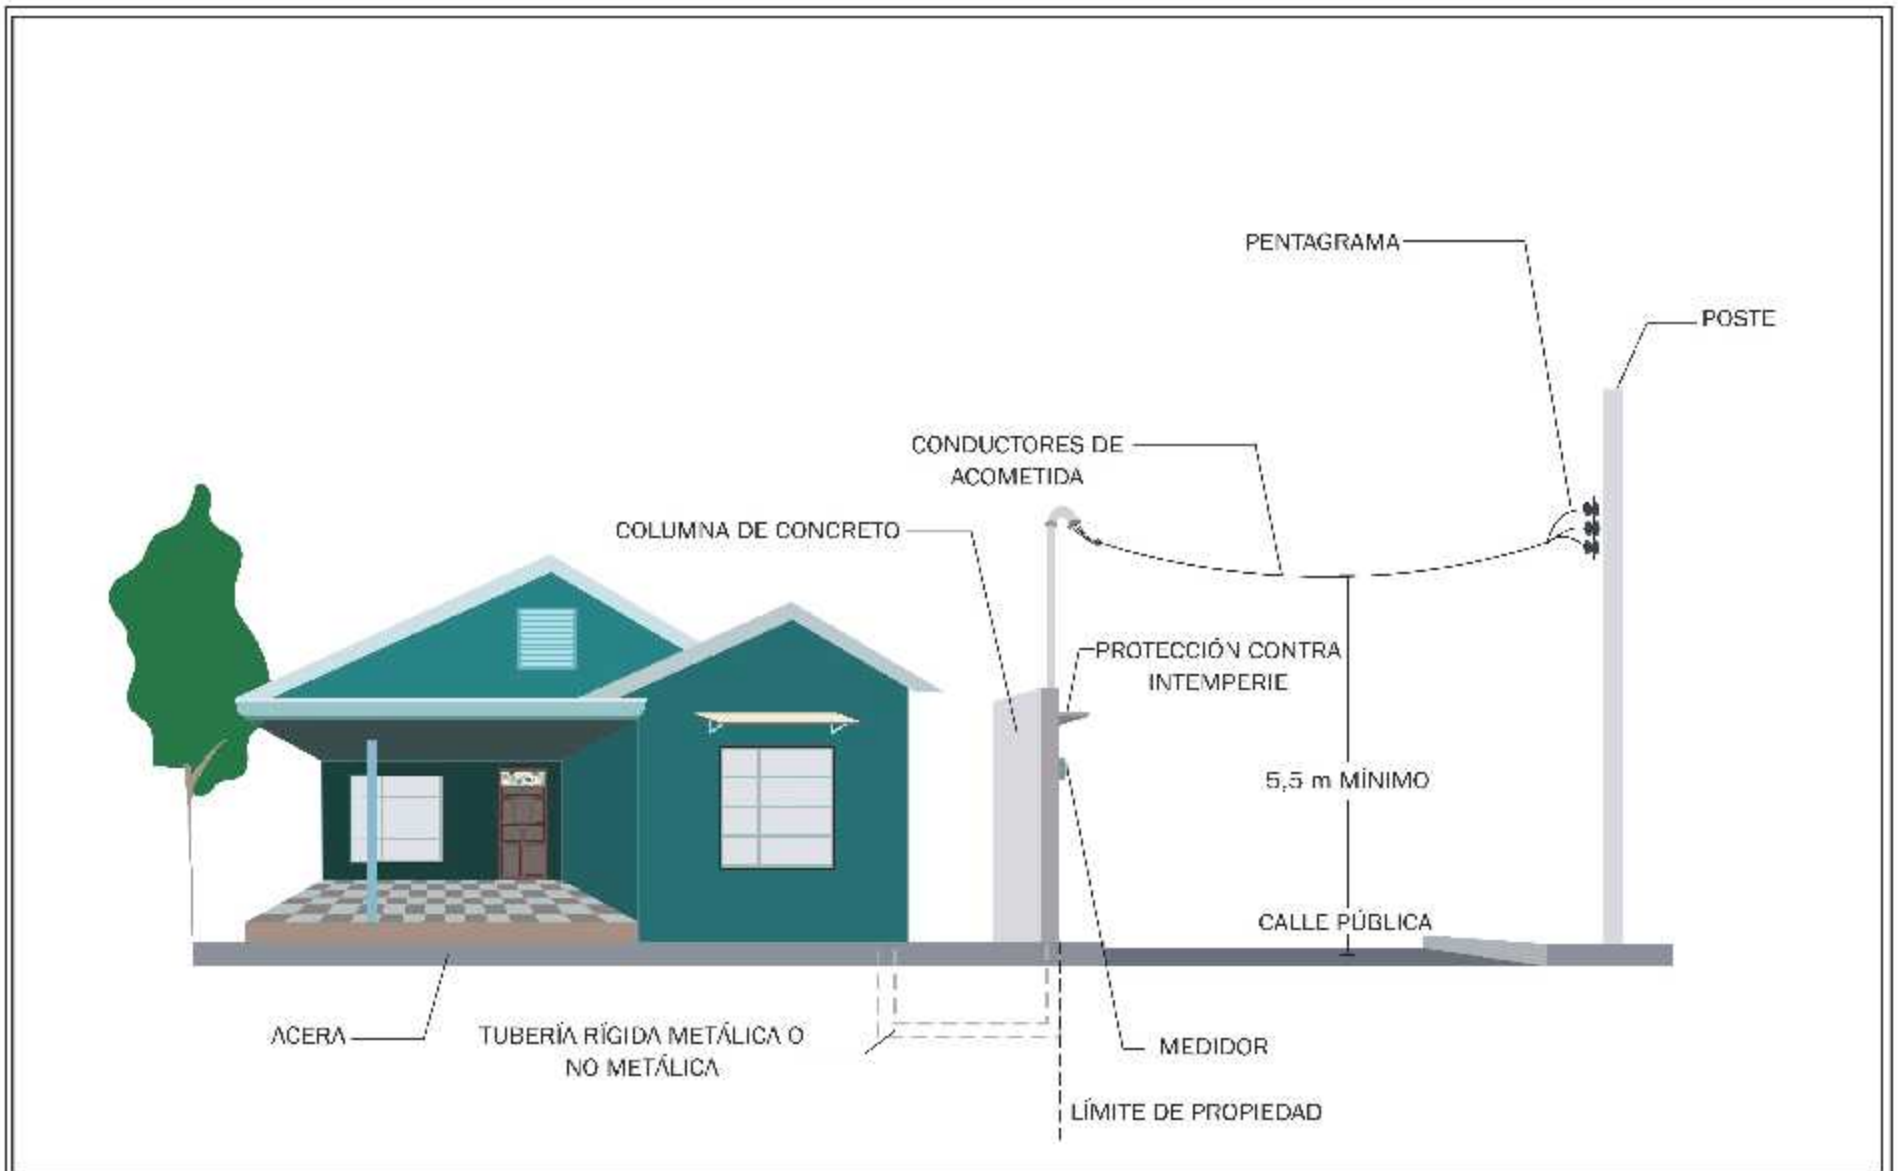 PENTAGRAMA
POSTE
CONDUCTORES DE
ACOMETIDA
COLUMNA DE CONCRETO
PROTECCIÓN CONTRA
INTEMPERIE
5,5 m MÍNIMO
CALLE PÚBLICA
ACERA
TUBERÍA RÍGIDA METÁLICA O
NO METÁLICA
MEDIDOR
LÍMITE DE PROPIEDAD